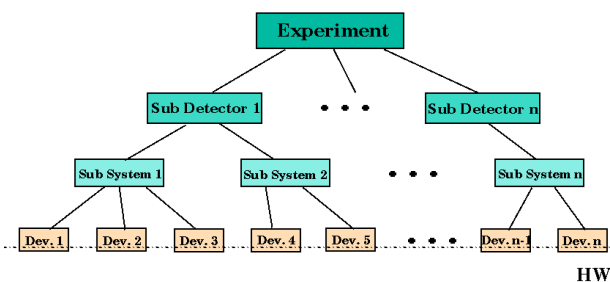 Experiment
Sub Detector 1
• • •
Sub Detector n
Sub System 1
Sub System 2
• • •
Sub System n
Dev. 1
Dev. 2
Dev. 3
Dev. 4
Dev. 5
• • •
Dev. n-1
Dev. n
HW